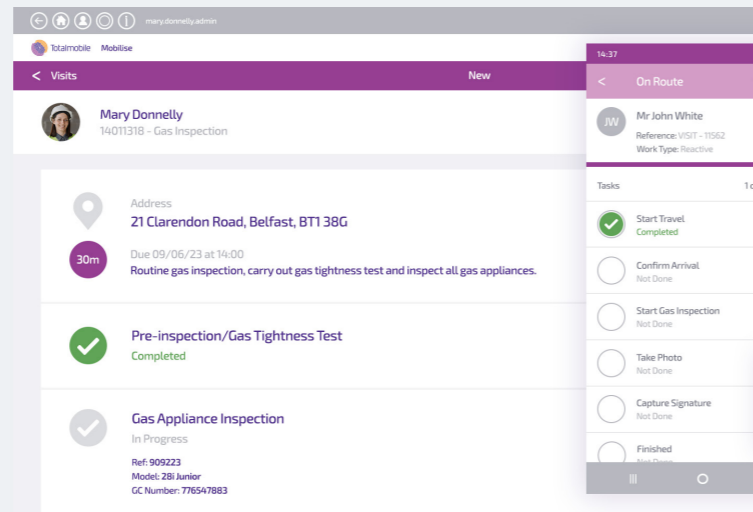 mary.donnelly.admin
Totalmobile Mobilise
< Visits New
Mary Donnelly
14011318 - Gas Inspection
Address
21 Clarendon Road, Belfast, BT1 38G
30m
Due 09/06/23 at 14:00
Routine gas inspection, carry out gas tightness test and inspect all gas appliances.
Pre-inspection/Gas Tightness Test
Completed
Gas Appliance Inspection
In Progress
Ref: 909223
Model: 28i Junior
GC Number: 776547883
14:37
< On Route
JW
Mr John White
Reference: VISIT - 11562
Work Type: Reactive
Tasks 1
Start Travel
Completed
Confirm Arrival
Not Done
Start Gas Inspection
Not Done
Take Photo
Not Done
Capture Signature
Not Done
Finished
Not Done